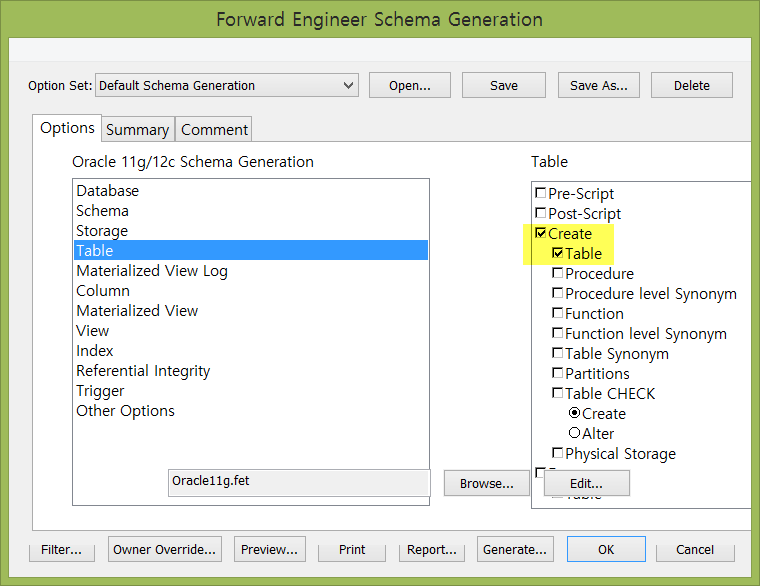 Forward Engineer Schema Generation
Option Set: Default Schema Generation Open... Save Save As... Delete
Options Summary Comment
Oracle 11g/12c Schema Generation
Database
Schema
Storage
Table
Materialized View Log
Column
Materialized View
View
Index
Referential Integrity
Trigger
Other Options
Table
Pre-Script
Post-Script
Create
Table
Procedure
Procedure level Synonym
Function
Function level Synonym
Table Synonym
Partitions
Table CHECK
Create
Alter
Physical Storage
Oracle11g.fet Browse... Edit...
Filter... Owner Override... Preview... Print Report... Generate... OK Cancel